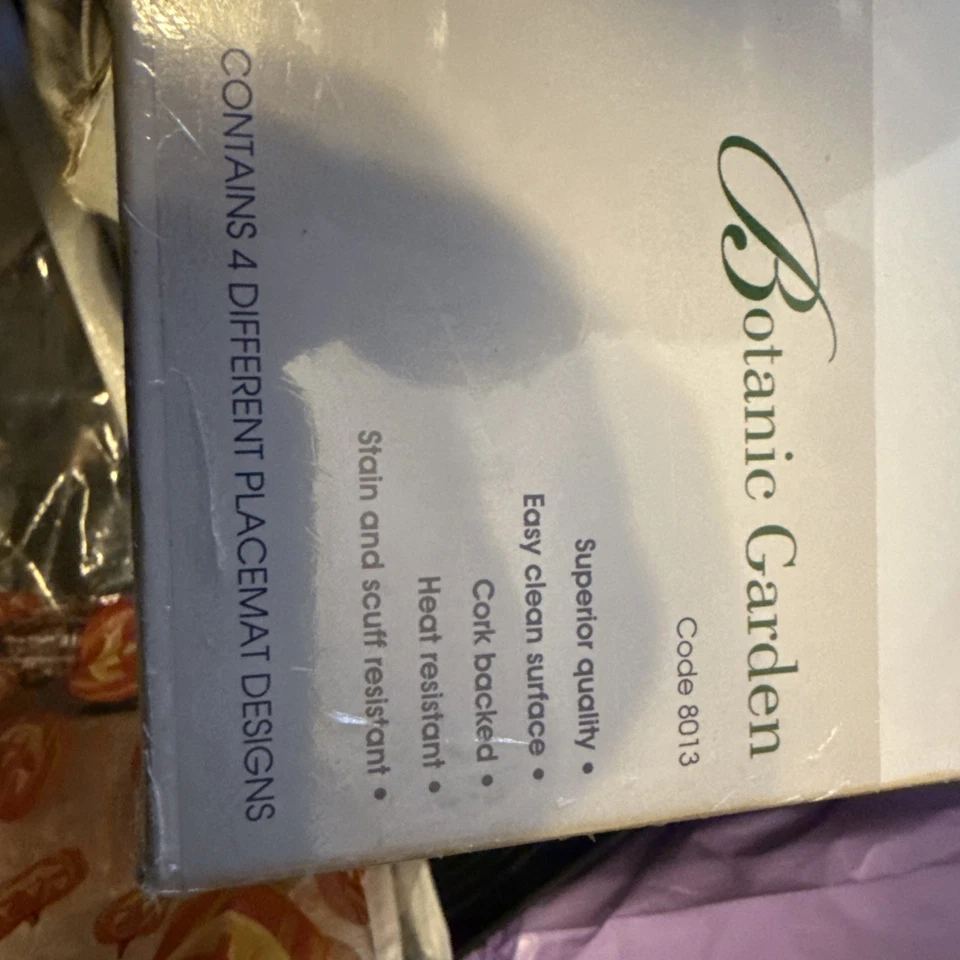 Botanic Garden
Code 8013
Superior quality •
Easy clean surface •
Cork backed •
Heat resistant •
Stain and scuff resistant •
CONTAINS 4 DIFFERENT PLACEMAT DESIGNS